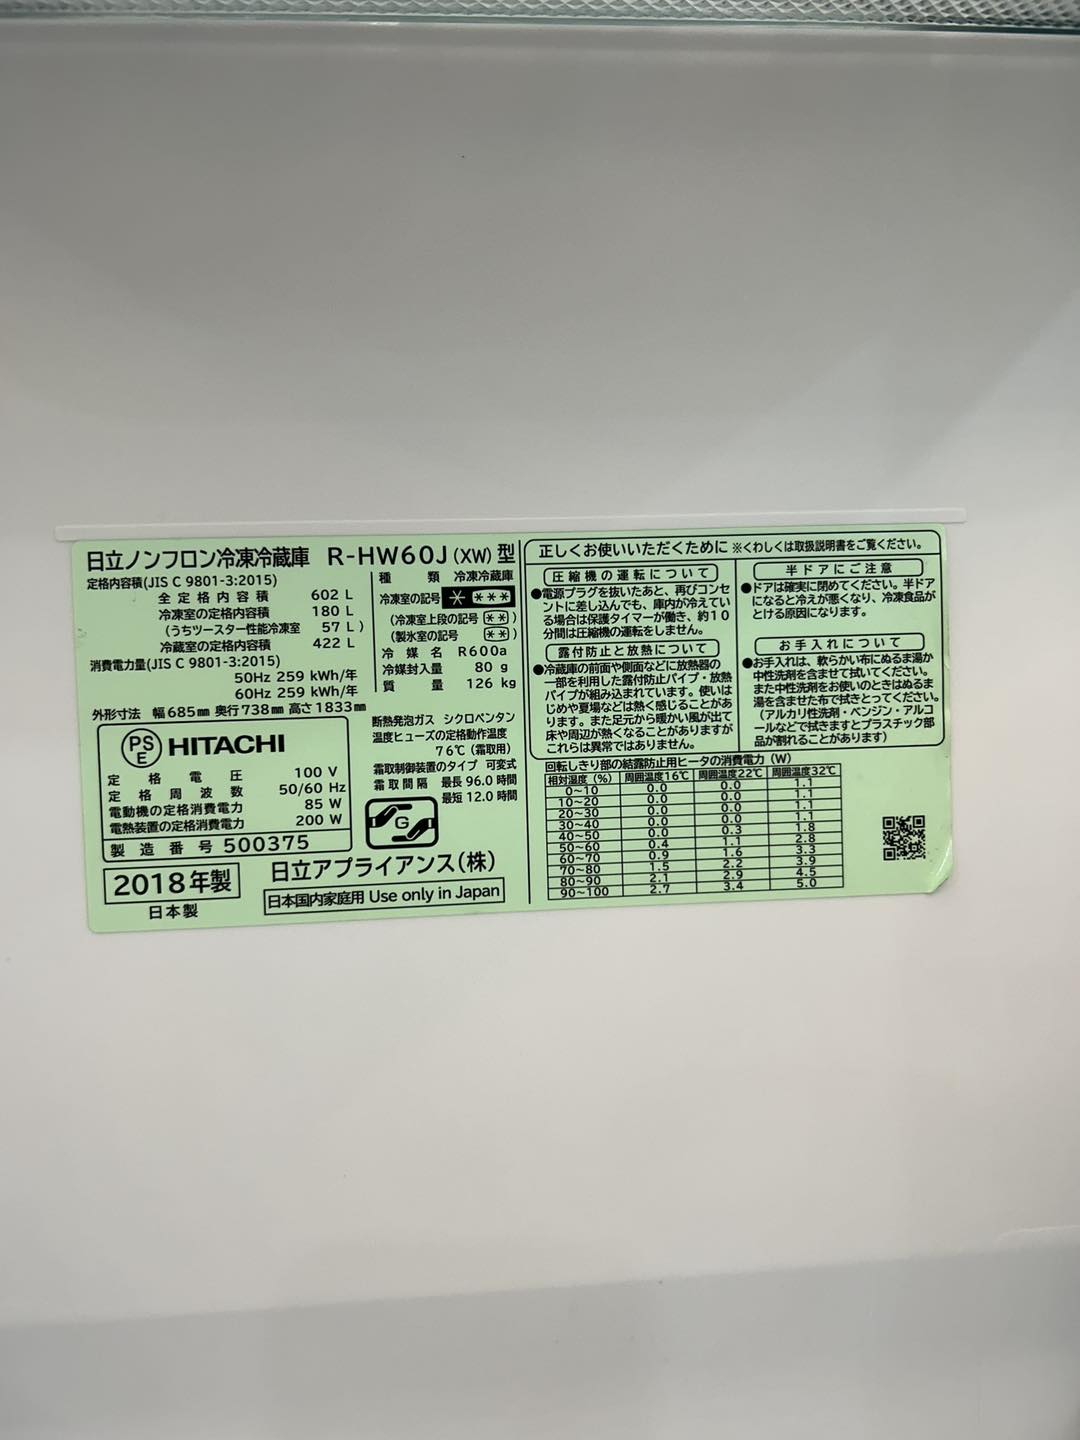 日立ノンフロン冷凍冷蔵庫 R-HW60J(XW)型
定格内容積(JIS C 9801-3:2015)
全定格内容積 602 L
冷凍室の定格内容積 180 L
(うちツースター性能冷凍室 57 L)
冷蔵室の定格内容積 422 L
消費電力量(JIS C 9801-3:2015)
50Hz 259 kWh/年
60Hz 259 kWh/年
外形寸法 幅685mm 奥行738mm 高さ1833mm
種類 冷凍冷蔵庫
冷凍室の記号 * ***
(冷凍室上段の記号 **)
(製氷室の記号 **)
冷媒名 R600a
冷媒封入量 80 g
質量 126 kg
PS
E
HITACHI
定格電圧 100 V
定格周波数 50/60 Hz
電動機の定格消費電力 85 W
電熱装置の定格消費電力 200 W
製造番号 500375
2018年製
日本製
断熱発泡ガス シクロペンタン
温度ヒューズの定格動作温度
76℃(霜取用)
霜取制御装置のタイプ 可変式
霜取間隔 最長 96.0 時間
最短 12.0 時間
G
日立アプライアンス(株)
日本国内家庭用 Use only in Japan
正しくお使いいただくために ※くわしくは取扱説明書をご覧ください。
圧縮機の運転について
●電源プラグを抜いたあと、再びコンセ
ントに差し込んでも、庫内が冷えてい
る場合は保護タイマーが働き、約10
分間は圧縮機の運転をしません。
露付防止と放熱について
●冷蔵庫の前面や側面などに放熱器の
一部を利用した露付防止パイプ・放熱
パイプが組み込まれています。使いは
じめや夏場などは熱く感じることがあ
ります。また足元から暖かい風が出て
床や周辺が熱くなることがありますが
これらは異常ではありません。
半ドアにご注意
●ドアは確実に閉めてください。半ドア
になると冷えが悪くなり、冷凍食品が
とける原因になります。
お手入れについて
●お手入れは、軟らかい布にぬるま湯か
中性洗剤を含ませて拭いてください。
また中性洗剤をお使いのときはぬるま
湯を含ませた布で拭きとってください。
(アルカリ性洗剤・ベンジン・アルコ
ールなどで拭きますとプラスチック部
品が割れることがあります)
回転しきり部の結露防止用ヒータの消費電力(W)
相対湿度(%) 周囲温度16℃ 周囲温度22℃ 周囲温度32℃
0~10 0.0 0.0 1.1
10~20 0.0 0.0 1.1
20~30 0.0 0.0 1.1
30~40 0.0 0.0 1.1
40~50 0.0 0.3 1.8
50~60 0.4 1.1 2.8
60~70 0.9 1.6 3.3
70~80 1.5 2.2 3.9
80~90 2.1 2.9 4.5
90~100 2.7 3.4 5.0